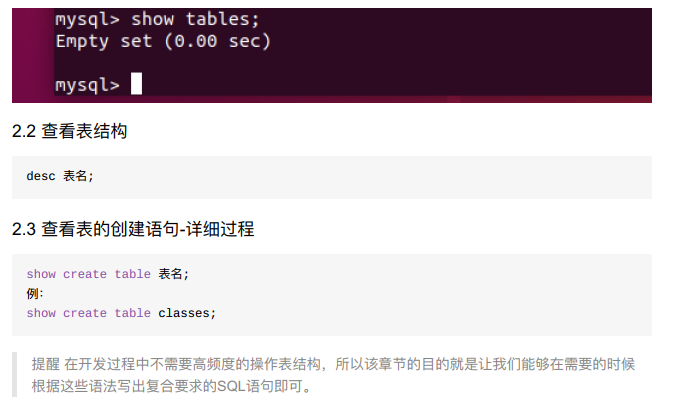 mysql> show tables;
Empty set (0.00 sec)
mysql>
2.2 查看表结构
desc 表名;
2.3 查看表的创建语句-详细过程
show create table 表名;
例:
show create table classes;
提醒 在开发过程中不需要高频度的操作表结构，所以该章节的目的就是让我们能够在需要的时候
根据这些语法写出复合要求的SQL语句即可。